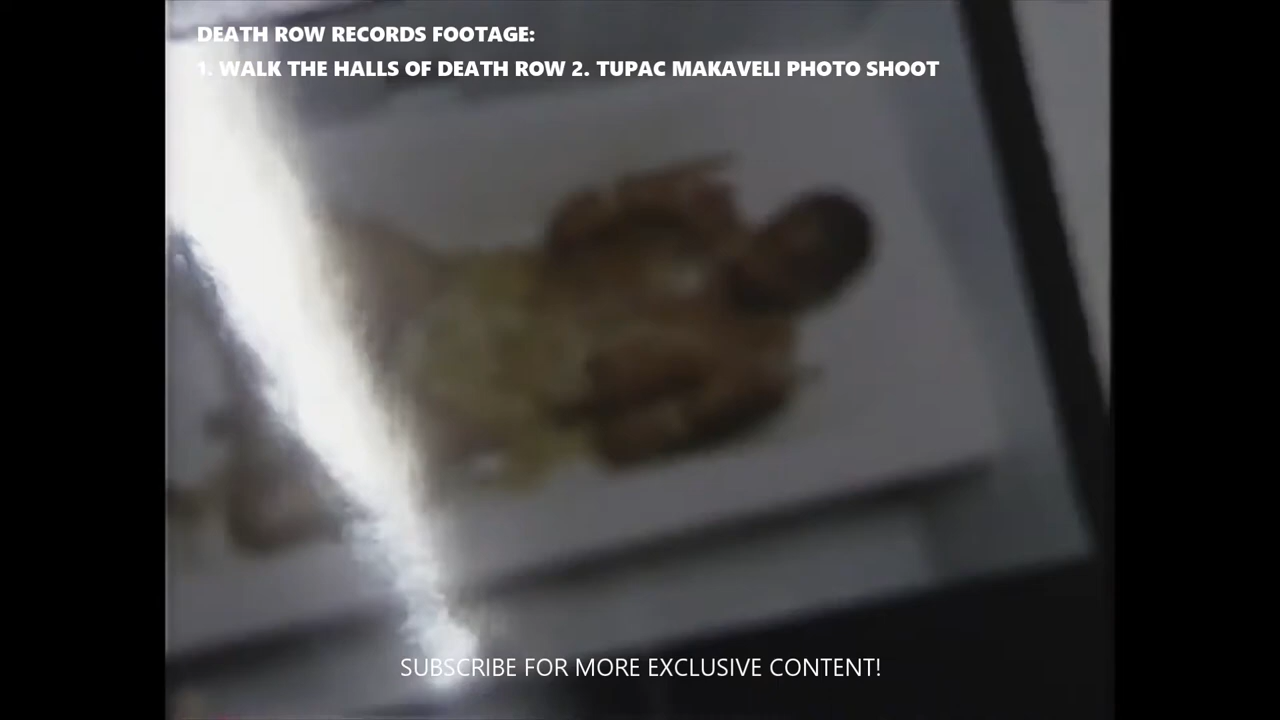 DEATH ROW RECORDS FOOTAGE:
1. WALK THE HALLS OF DEATH ROW 2. TUPAC MAKAVELI PHOTO SHOOT
SUBSCRIBE FOR MORE EXCLUSIVE CONTENT!